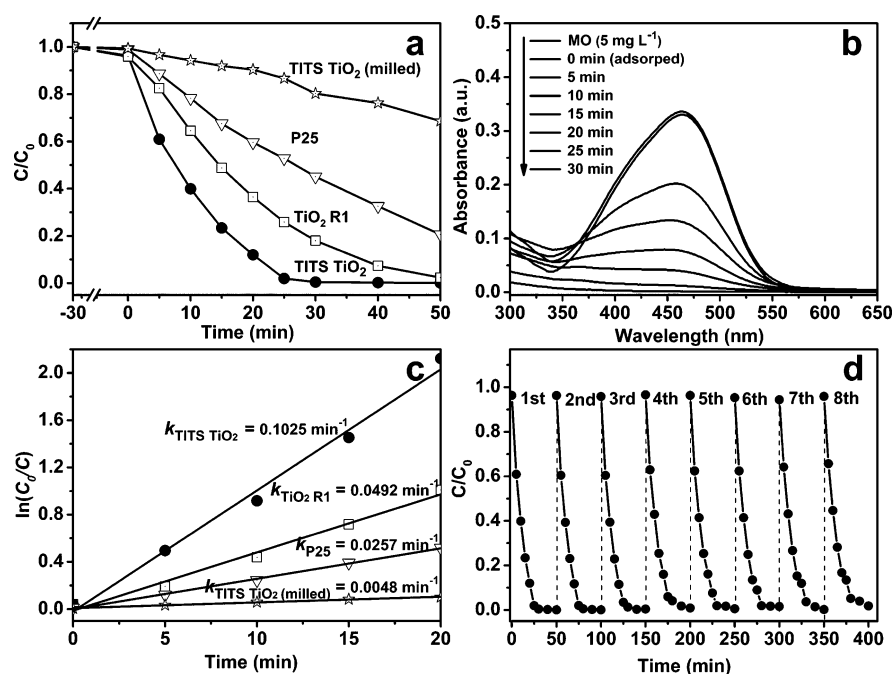 a
TITS TiO2 (milled)
P25
TiO2 R1
TITS TiO2
C/C0
1.0
0.8
0.6
0.4
0.2
0.0
-30 0 10 20 30 40 50
Time (min)
b
MO (5 mg L-1)
0 min (adsorped)
5 min
10 min
15 min
20 min
25 min
30 min
Absorbance (a.u.)
0.5
0.4
0.3
0.2
0.1
0.0
300 350 400 450 500 550 600 650
Wavelength (nm)
c
kTITS TiO2 = 0.1025 min-1
kTiO2 R1 = 0.0492 min-1
kP25 = 0.0257 min-1
kTITS TiO2 (milled) = 0.0048 min-1
ln(C0/C)
2.0
1.6
1.2
0.8
0.4
0.0
0 5 10 15 20
Time (min)
d
1st 2nd 3rd 4th 5th 6th 7th 8th
C/C0
1.0
0.8
0.6
0.4
0.2
0.0
0 50 100 150 200 250 300 350 400
Time (min)